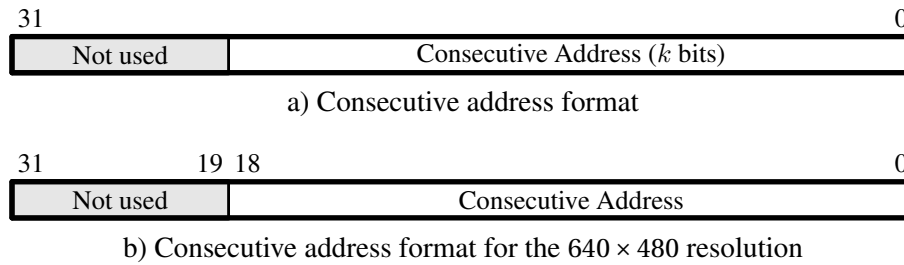 31 0
Not used Consecutive Address (k bits)
a) Consecutive address format
31 19 18 0
Not used Consecutive Address
b) Consecutive address format for the 640 × 480 resolution